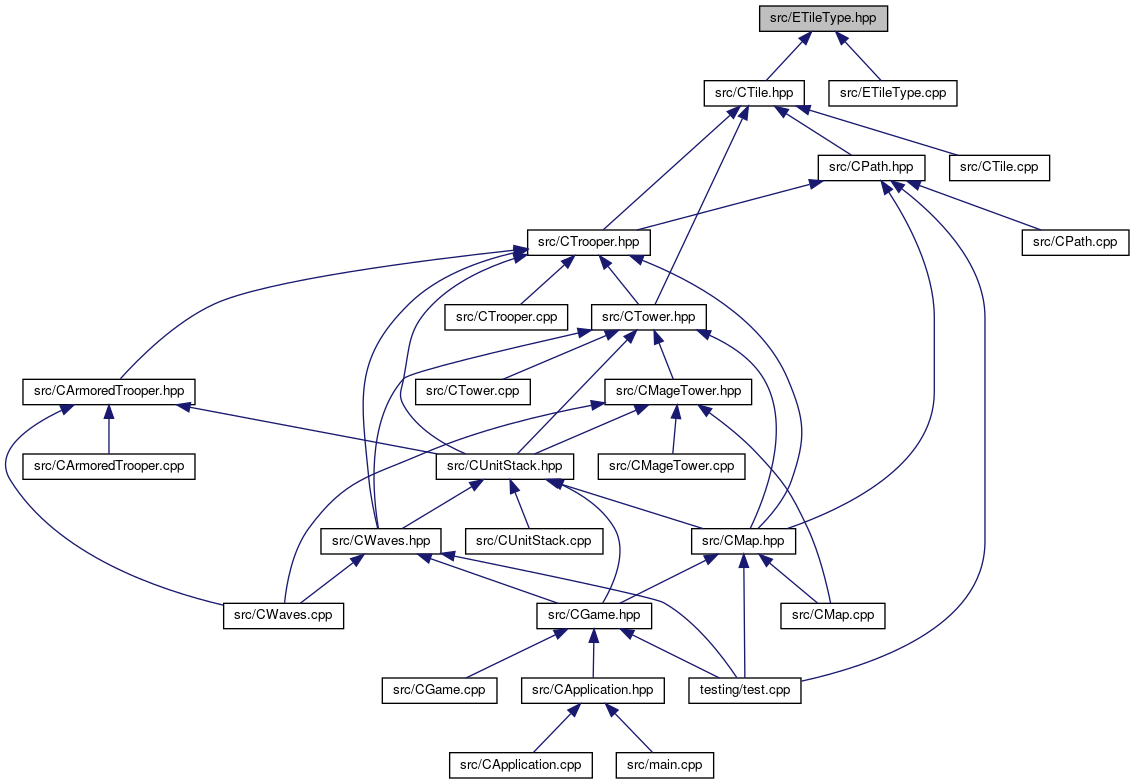 src/ETileType.hpp
src/CTile.hpp
src/ETileType.cpp
src/CPath.hpp
src/CTile.cpp
src/CTrooper.hpp
src/CPath.cpp
src/CTrooper.cpp
src/CTower.hpp
src/CArmoredTrooper.hpp
src/CTower.cpp
src/CMageTower.hpp
src/CArmoredTrooper.cpp
src/CUnitStack.hpp
src/CMageTower.cpp
src/CWaves.hpp
src/CUnitStack.cpp
src/CMap.hpp
src/CWaves.cpp
src/CGame.hpp
src/CMap.cpp
src/CGame.cpp
src/CApplication.hpp
testing/test.cpp
src/CApplication.cpp
src/main.cpp